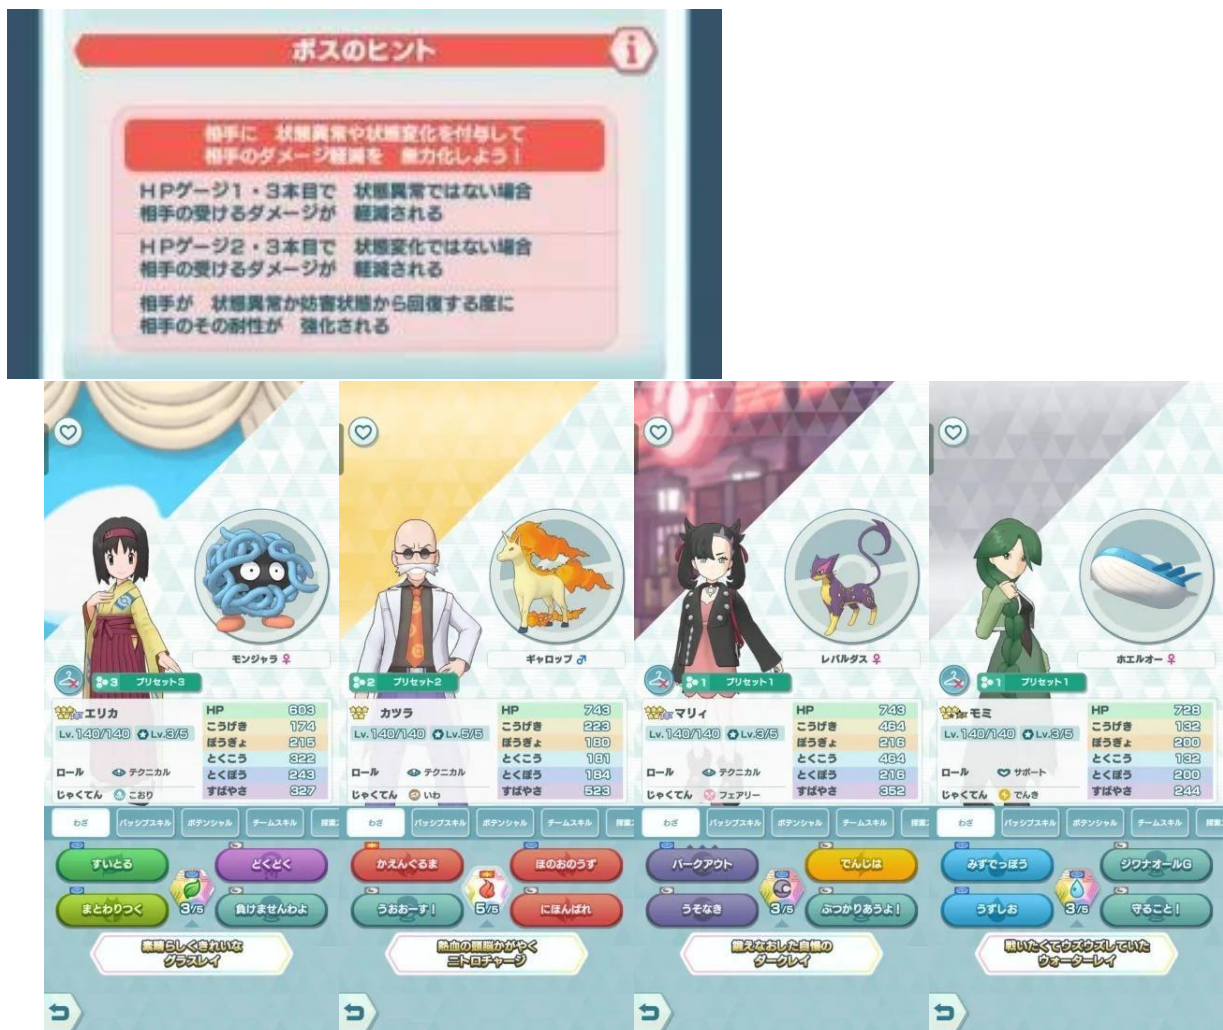 ボスのヒント
相手に 状態異常や状態変化を付与して
相手のダメージ軽減を 無力化しよう!
HPゲージ1・3本目で 状態異常ではない場合
相手の受けるダメージが 軽減される
HPゲージ2・3本目で 状態変化ではない場合
相手の受けるダメージが 軽減される
相手が 状態異常か妨害状態から回復する度に
相手のその耐性が 強化される
モンジャラ♀
3 プリセット3
エリカ
Lv.140/140 Lv.3/5
ロール テクニカル
じゃくてん こおり
HP 603
こうげき 174
ぼうぎょ 215
とくこう 322
とくぼう 243
すばやさ 327
わざ パッシブスキル ポテンシャル チームスキル 探索
すいとる どくどく
まとわりつく 3/5 負けませんわよ
素晴らしくきれいな
グラスレイ
ギャロップ♂
2 プリセット2
カツラ
Lv.140/140 Lv.5/5
ロール テクニカル
じゃくてん いわ
HP 743
こうげき 223
ぼうぎょ 180
とくこう 181
とくぼう 184
すばやさ 523
わざ パッシブスキル ポテンシャル チームスキル 探索
かえんぐるま ほのおのうず
うおおーす! 5/5 にほんばれ
熱血の頭脳かがやく
ニトロチャージ
レパルダス♀
1 プリセット1
マリィ
Lv.140/140 Lv.3/5
ロール テクニカル
じゃくてん フェアリー
HP 743
こうげき 464
ぼうぎょ 216
とくこう 464
とくぼう 216
すばやさ 352
わざ パッシブスキル ポテンシャル チームスキル 探索
バークアウト でんじは
うそなき 3/5 ぶつかりあうよ!
鍛えなおした自慢の
ダークレイ
ホエルオー♀
1 プリセット1
モミ
Lv.140/140 Lv.3/5
ロール サポート
じゃくてん でんき
HP 728
こうげき 132
ぼうぎょ 200
とくこう 132
とくぼう 200
すばやさ 244
わざ パッシブスキル ポテンシャル チームスキル 探索
みずでっぽう ジワナオールG
うずしお 3/5 守ること!
戦いたくてウズウズしていた
ウォーターレイ